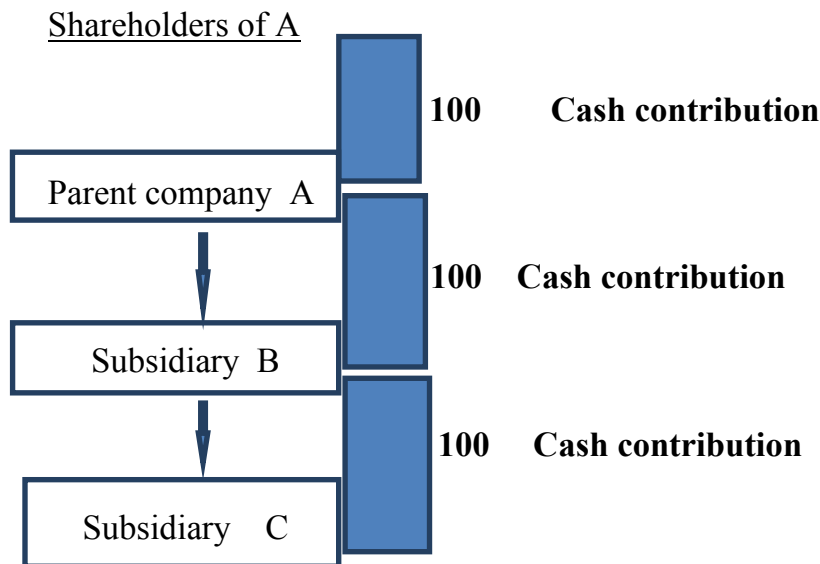 Shareholders of A
100 Cash contribution
Parent company A
100 Cash contribution
Subsidiary B
100 Cash contribution
Subsidiary C